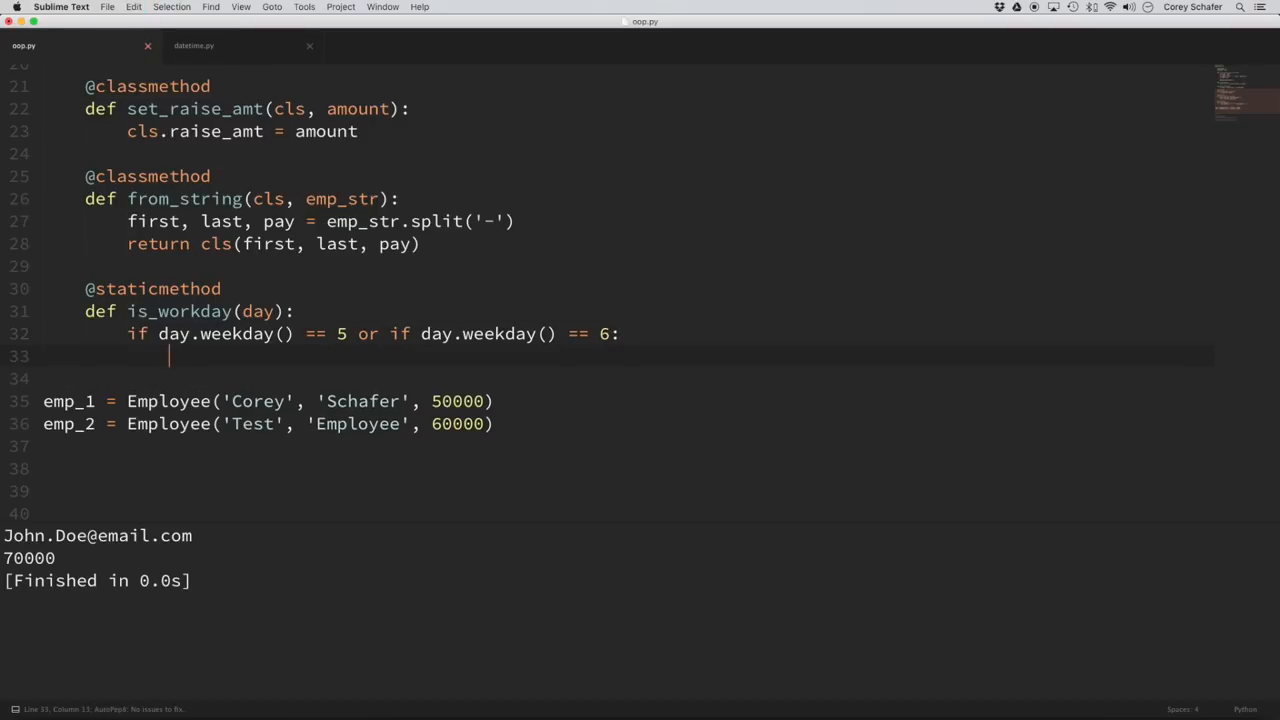 Sublime Text File Edit Selection Find View Goto Tools Project Window Help Corey Schafer
oop.py
oop.py datetime.py
20
21 @classmethod
22 def set_raise_amt(cls, amount):
23 cls.raise_amt = amount
24
25 @classmethod
26 def from_string(cls, emp_str):
27 first, last, pay = emp_str.split('-')
28 return cls(first, last, pay)
29
30 @staticmethod
31 def is_workday(day):
32 if day.weekday() == 5 or if day.weekday() == 6:
33
34
35 emp_1 = Employee('Corey', 'Schafer', 50000)
36 emp_2 = Employee('Test', 'Employee', 60000)
37
38
39
40
John.Doe@email.com
70000
[Finished in 0.0s]
Line 33, Column 13; AutoPep8: No issues to fix. Spaces: 4 Python